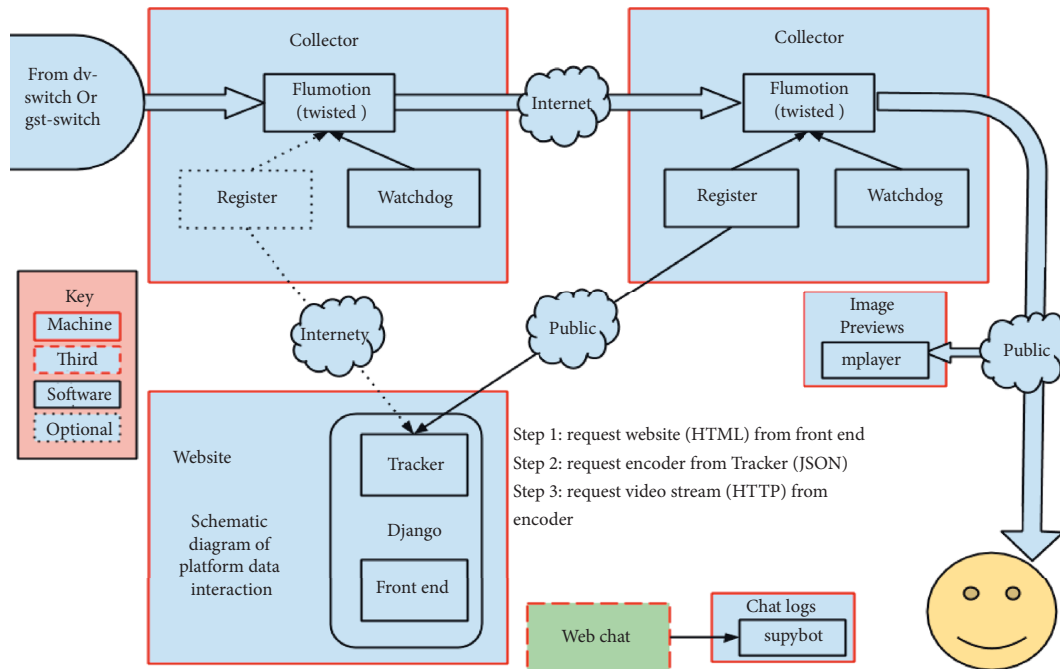 From dv-
switch Or
gst-switch
Collector
Flumotion
(twisted )
Register
Watchdog
Internet
Collector
Flumotion
(twisted )
Register
Watchdog
Key
Machine
Third
Software
Optional
Internety
Public
Image
Previews
mplayer
Public
Website
Schematic
diagram of
platform data
interaction
Tracker
Django
Front end
Step 1: request website (HTML) from front end
Step 2: request encoder from Tracker (JSON)
Step 3: request video stream (HTTP) from
encoder
Web chat
Chat logs
supybot